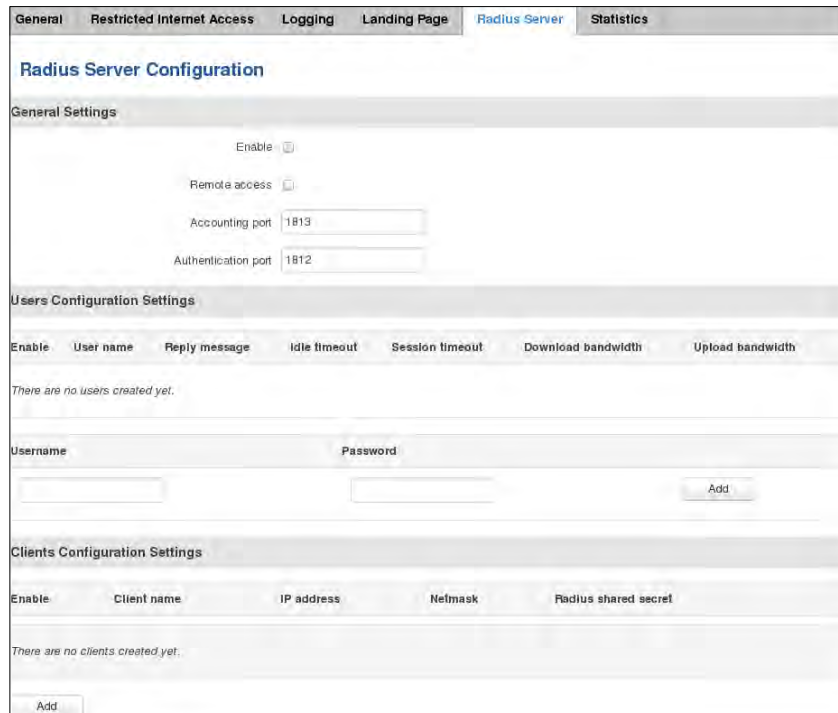 General Restricted Internet Access Logging Landing Page Radius Server Statistics
Radius Server Configuration
General Settings
Enable
Remote access
Accounting port 1813
Authentication port 1812
Users Configuration Settings
Enable User name Reply message Idle timeout Session timeout Download bandwidth Upload bandwidth
There are no users created yet.
Username Password
Add
Clients Configuration Settings
Enable Client name IP address Netmask Radius shared secret
There are no clients created yet.
Add